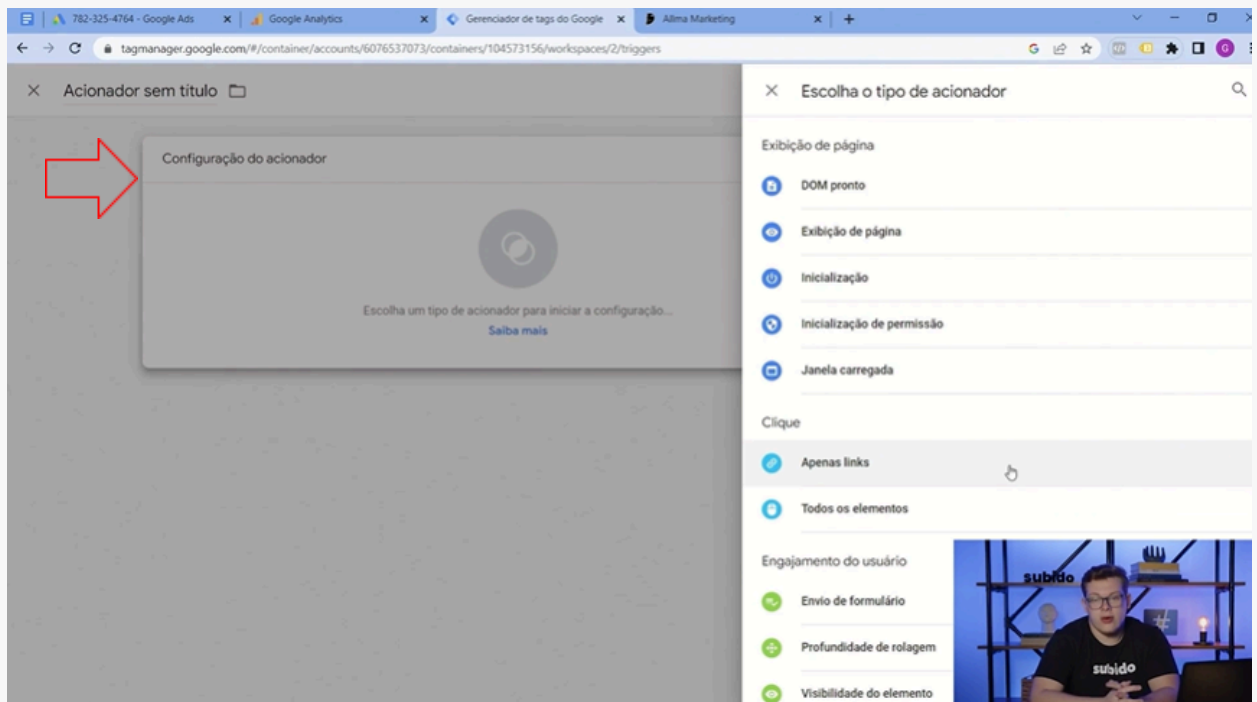 782-325-4764 - Google Ads
Google Analytics
Gerenciador de tags do Google
Allma Marketing
tagmanager.google.com/#/container/accounts/6076537073/containers/104573156/workspaces/2/triggers
G
Acionador sem título
Escolha o tipo de acionador
Configuração do acionador
Escolha um tipo de acionador para iniciar a configuração...
Saiba mais
Exibição de página
DOM pronto
Exibição de página
Inicialização
Inicialização de permissão
Janela carregada
Clique
Apenas links
Todos os elementos
Engajamento do usuário
Envio de formulário
Profundidade de rolagem
Visibilidade do elemento
subido
#
subido